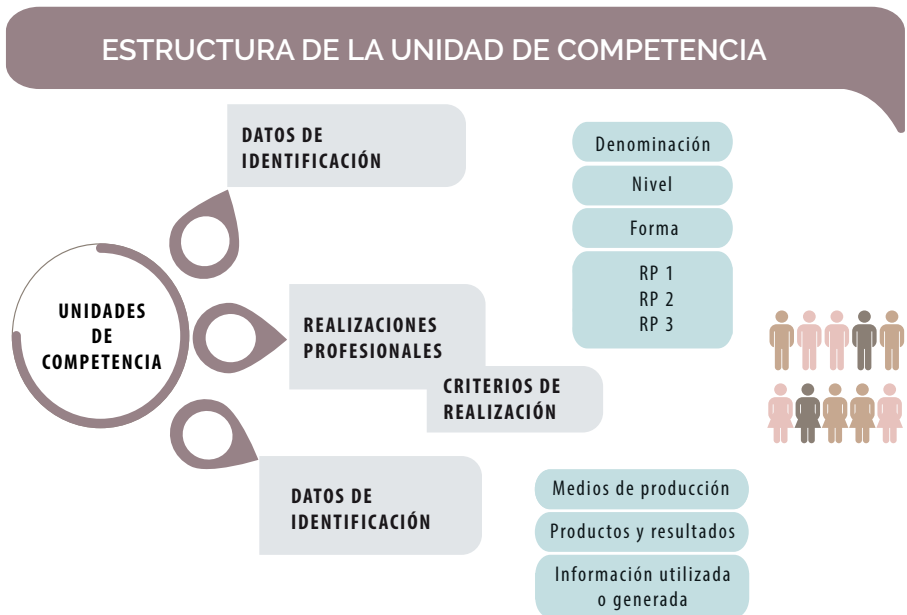 ESTRUCTURA DE LA UNIDAD DE COMPETENCIA
UNIDADES
DE
COMPETENCIA
DATOS DE
IDENTIFICACIÓN
Denominación
Nivel
Forma
RP 1
RP 2
RP 3
REALIZACIONES
PROFESIONALES
CRITERIOS DE
REALIZACIÓN
DATOS DE
IDENTIFICACIÓN
Medios de producción
Productos y resultados
Información utilizada
o generada